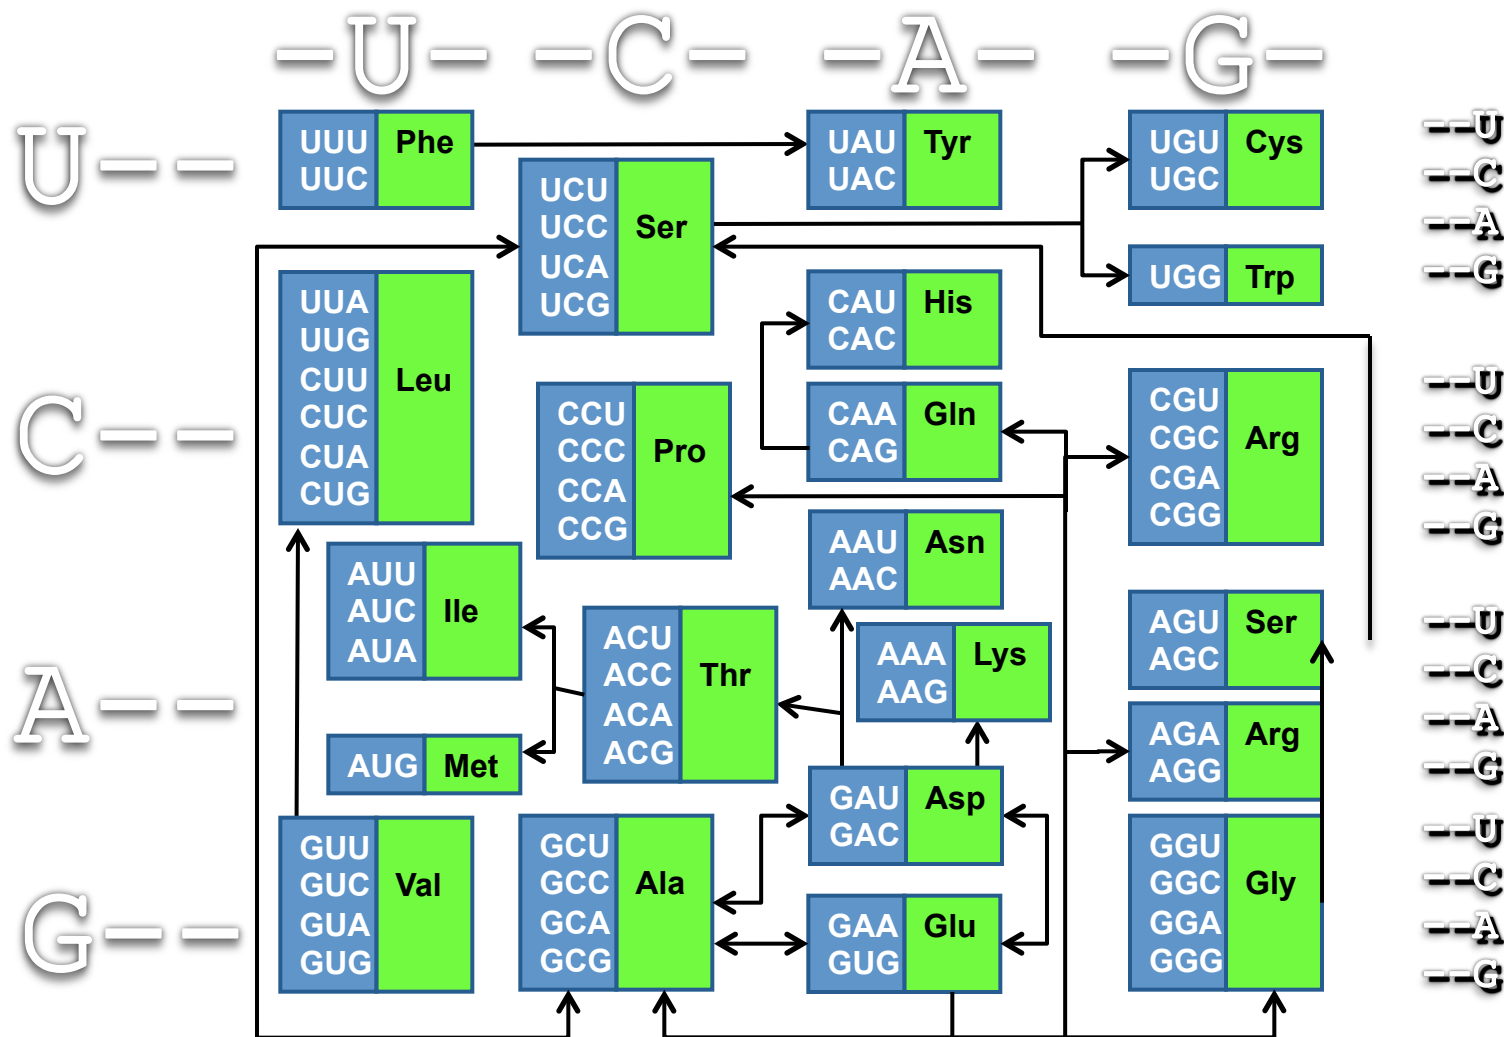 -U- -C- -A- -G-
U--
C--
A--
G--
UUU Phe
UUC
UAU Tyr
UAC
UGU Cys
UGC
UCU
UCC Ser
UCA
UCG
UGG Trp
UUA
UUG
CUU Leu
CUC
CUA
CUG
CAU His
CAC
CAA Gln
CAG
CCU
CCC Pro
CCA
CCG
CGU
CGC Arg
CGA
CGG
AUU
AUC Ile
AUA
AUG Met
ACU
ACC Thr
ACA
ACG
AAU Asn
AAC
AAA Lys
AAG
AGU Ser
AGC
AGA Arg
AGG
GUU
GUC Val
GUA
GUG
GCU
GCC Ala
GCA
GCG
GAU Asp
GAC
GAA Glu
GUG
GGU
GGC Gly
GGA
GGG
--U
--C
--A
--G
--U
--C
--A
--G
--U
--C
--A
--G
--U
--C
--A
--G